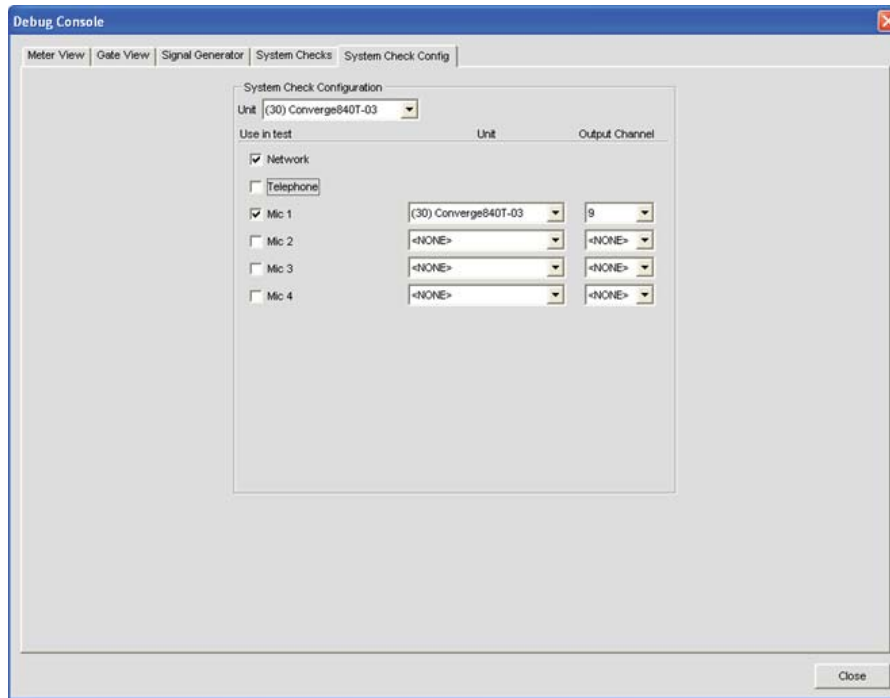 Debug Console
Meter View Gate View Signal Generator System Checks System Check Config
System Check Configuration
Unit (30) Converge840T-03
Use in test Unit Output Channel
Network
Telephone
Mic 1 (30) Converge840T-03 9
Mic 2 <NONE> <NONE>
Mic 3 <NONE> <NONE>
Mic 4 <NONE> <NONE>
Close